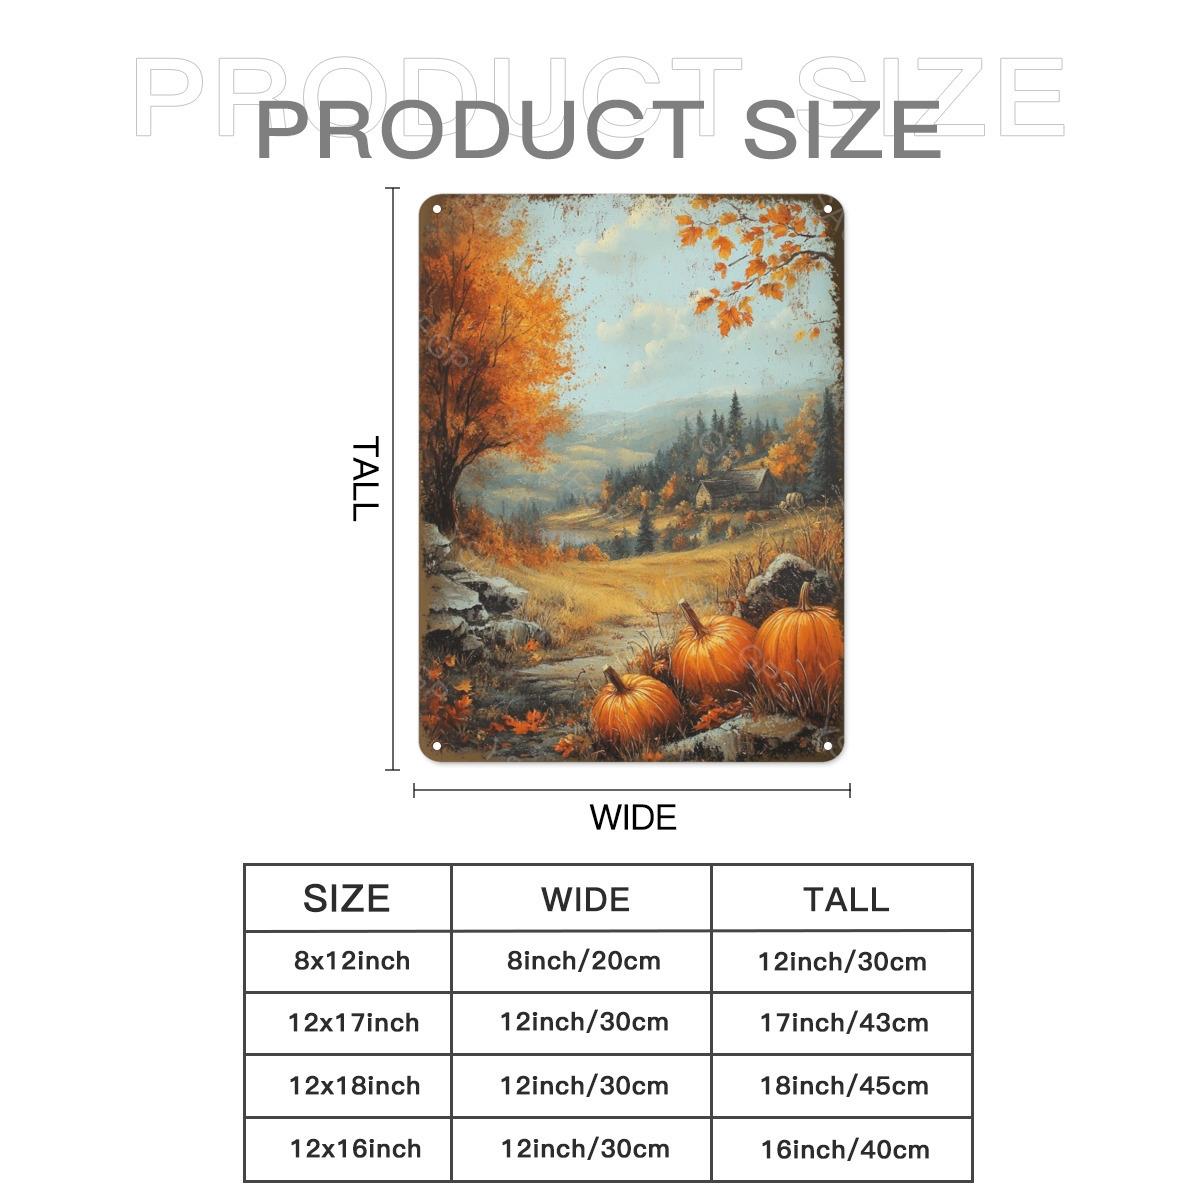 PRODUCT SIZE
PRODUCT SIZE
TALL
WIDE
SIZE WIDE TALL
8x12inch 8inch/20cm 12inch/30cm
12x17inch 12inch/30cm 17inch/43cm
12x18inch 12inch/30cm 18inch/45cm
12x16inch 12inch/30cm 16inch/40cm